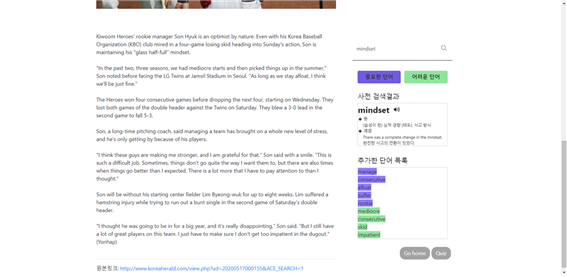 Kiwoom Heroes' rookie manager Son Hyuk is an optimist by nature. Even with his Korea Baseball
Organization (KBO) club mired in a four-game losing skid heading into Sunday's action, Son is
maintaining his "glass half-full" mindset.
"In the past two, three seasons, we had mediocre starts and then picked things up in the summer,"
Son noted before facing the LG Twins at Jamsil Stadium in Seoul. "As long as we stay afloat, I think
we'll be just fine."
The Heroes won four consecutive games before dropping the next four, starting on Wednesday. They
lost both games of the double header against the Twins on Saturday. They blew a 3-0 lead in the
second game to fall 5-3.
Son, a long-time pitching coach, said managing a team has brought on a whole new level of stress,
and he's only getting by because of his players.
"I think these guys are making me stronger, and I am grateful for that," Son said with a smile. "This is
such a difficult job. Sometimes, things don't go quite the way I want them to, but there are also times
when things go better than I expected. There is a lot more that I have to pay attention to than I
thought."
Son will be without his starting center fielder Lim Byeong-wuk for up to eight weeks. Lim suffered a
hamstring injury while trying to run out a bunt single in the second game of Saturday's double
header.
"I thought he was going to be in for a big year, and it's really disappointing," Son said. "But I still have
a lot of great players on this team. I just have to make sure I don't get too impatient in the dugout."
(Yonhap)
원본링크: http://www.koreaherald.com/view.php?ud=20200517000155&ACE_SEARCH=1
mindset
중요한 단어
어려운 단어
사전 검색결과
mindset
뜻
예문
There was a complete change in the mindset.
완전한 사고의 전환이 있었다.
추가한 단어 목록
manage
consecutive
afloat
suffer
rookie
mediocre
consecutive
skid
impatient
Go home
Quiz